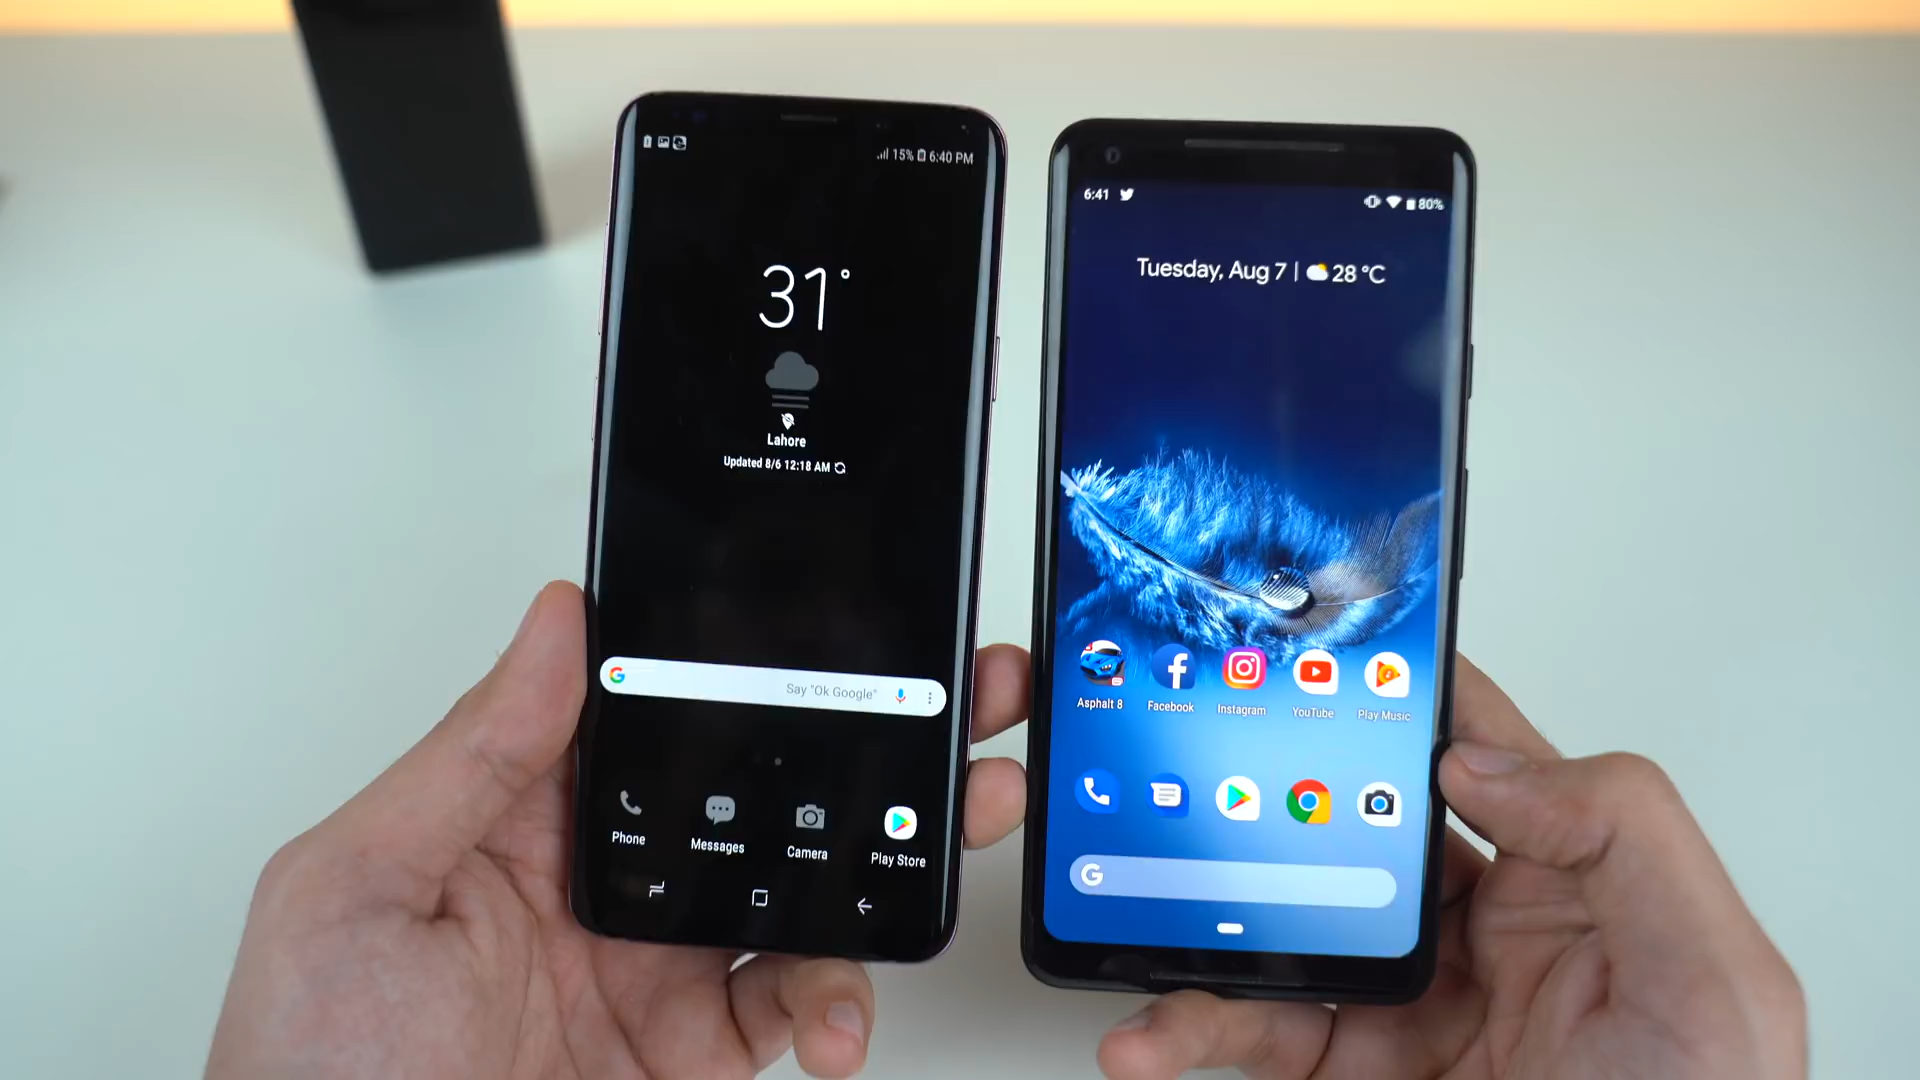 15% 6:40 PM
31°
Lahore
Updated 8/6 12:18 AM
G
Say "Ok Google"
Phone
Messages
Camera
Play Store
6:41
80%
Tuesday, Aug 7 | 28 °C
Asphalt 8
Facebook
Instagram
YouTube
Play Music
G